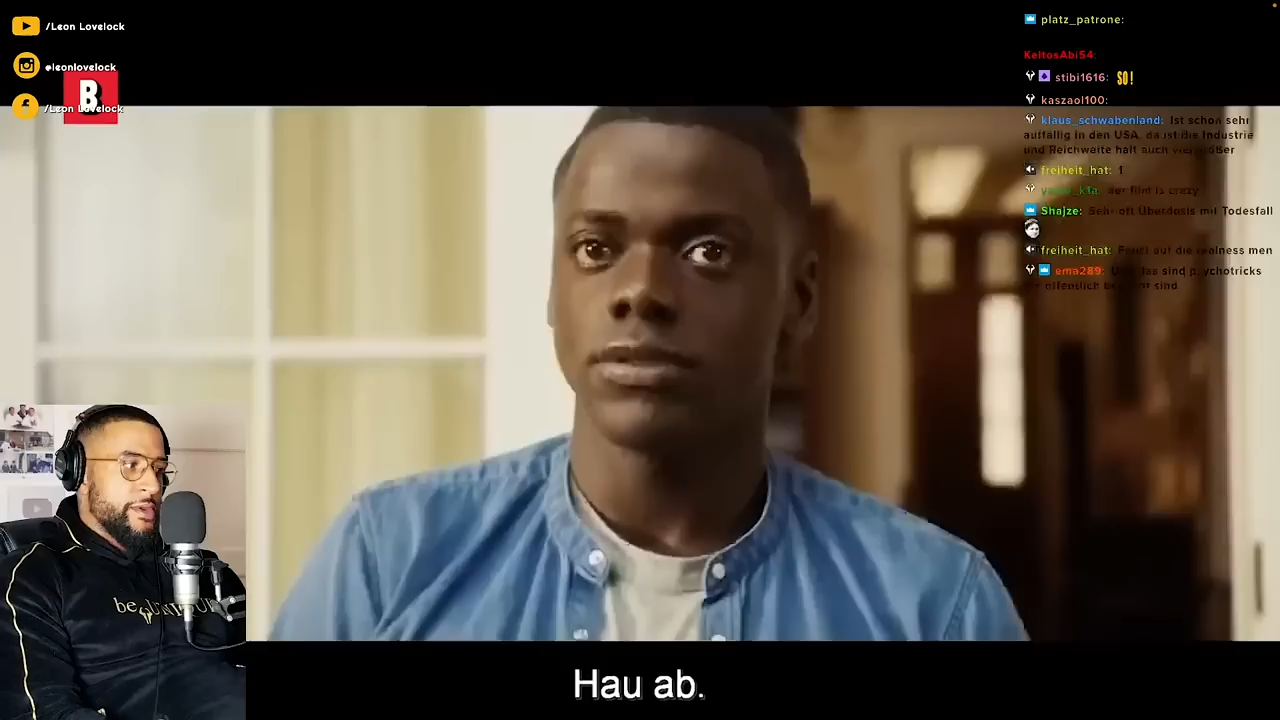 /Leon Lovelock
@leonlovelock
B
/Leon Lovelock
platz_patrone:
KeltosAbi54:
stibi1616: SO!
kaszaol100:
klaus_schwabenland: Ist schon sehr
auffällig in den USA. da ist die Industrie
und Reichweite halt auch viel größer
freiheit_hat: 1
der film is crazy
Shajze: Sehr oft Überdosis mit Todesfall
freiheit_hat: auf die realness men
ema289: das sind psychotricks
sind
be
Hau ab.